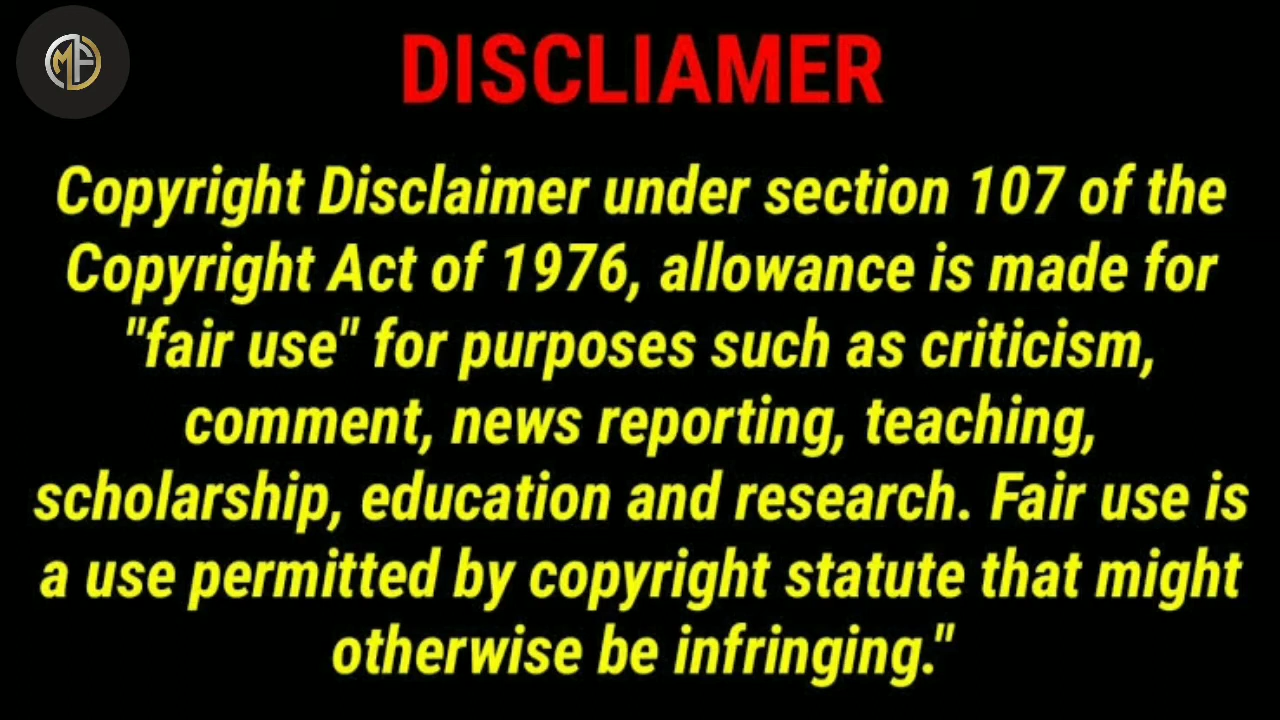 MF
DISCLIAMER
Copyright Disclaimer under section 107 of the
Copyright Act of 1976, allowance is made for
"fair use" for purposes such as criticism,
comment, news reporting, teaching,
scholarship, education and research. Fair use is
a use permitted by copyright statute that might
otherwise be infringing."